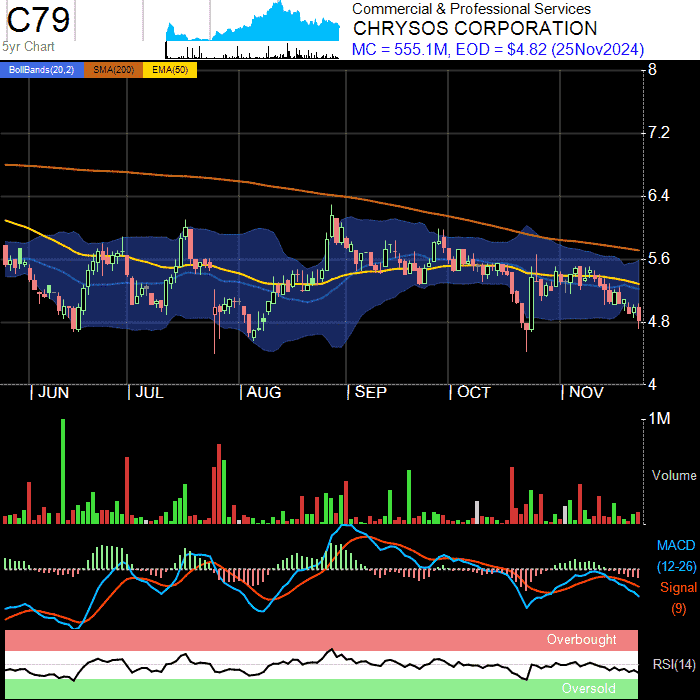 C79
5yr Chart
Commercial & Professional Services
CHRYSOS CORPORATION
MC = 555.1M, EOD = $4.82 (25Nov2024)
BollBands(20,2) SMA(200) EMA(50)
8
7.2
6.4
5.6
4.8
4
JUN JUL AUG SEP OCT NOV
1M
Volume
MACD
(12-26)
Signal
(9)
Overbought
RSI(14)
Oversold